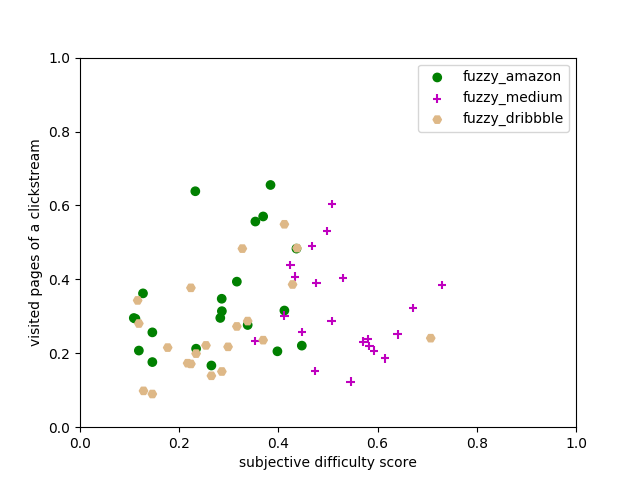 1.0
0.8
0.6
0.4
0.2
0.0
0.0 0.2 0.4 0.6 0.8 1.0
subjective difficulty score
visited pages of a clickstream
fuzzy_amazon
fuzzy_medium
fuzzy_dribbble